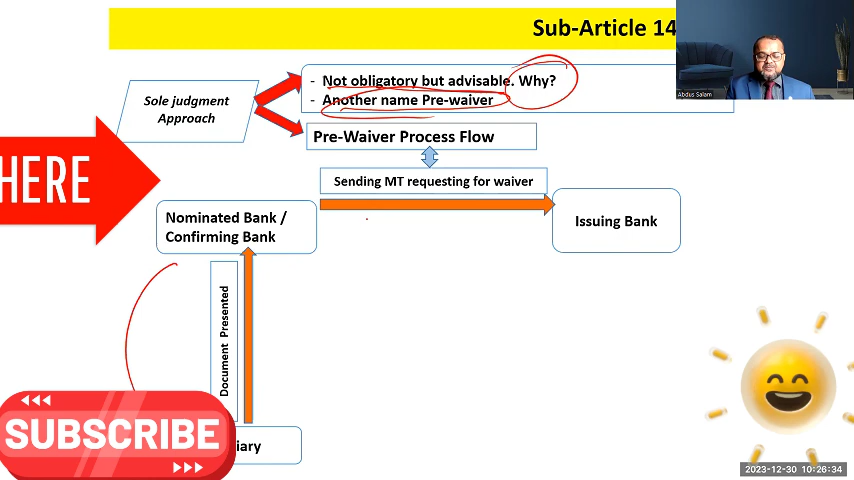 Sub-Article 14
Sole judgment
Approach
- Not obligatory but advisable. Why?
- Another name Pre-waiver
Abdus Salam
Pre-Waiver Process Flow
HERE
Sending MT requesting for waiver
Nominated Bank /
Confirming Bank
Issuing Bank
Document Presented
SUBSCRIBE
iary
2023-12-30 10:26:34